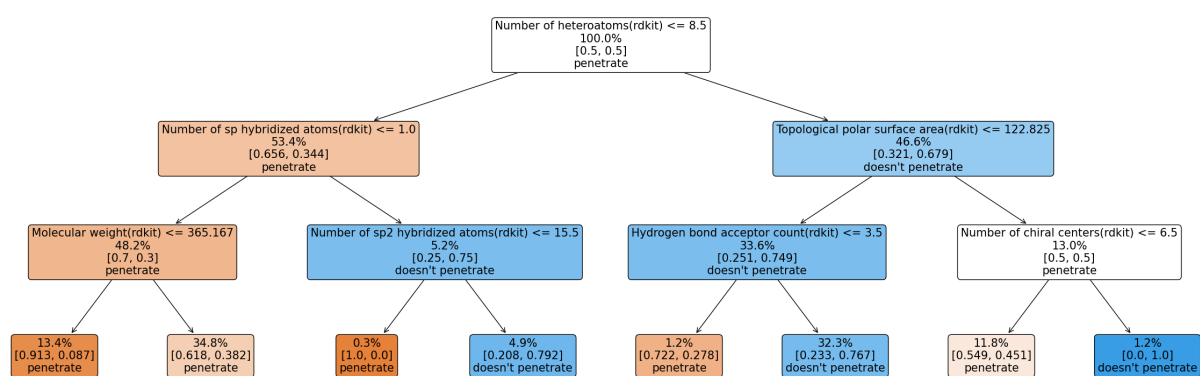 Number of heteroatoms(rdkit) <= 8.5
100.0%
[0.5, 0.5]
penetrate
Number of sp hybridized atoms(rdkit) <= 1.0
53.4%
[0.656, 0.344]
penetrate
Topological polar surface area(rdkit) <= 122.825
46.6%
[0.321, 0.679]
doesn't penetrate
Molecular weight(rdkit) <= 365.167
48.2%
[0.7, 0.3]
penetrate
Number of sp2 hybridized atoms(rdkit) <= 15.5
5.2%
[0.25, 0.75]
doesn't penetrate
Hydrogen bond acceptor count(rdkit) <= 3.5
33.6%
[0.251, 0.749]
doesn't penetrate
Number of chiral centers(rdkit) <= 6.5
13.0%
[0.5, 0.5]
penetrate
13.4%
[0.913, 0.087]
penetrate
34.8%
[0.618, 0.382]
penetrate
0.3%
[1.0, 0.0]
penetrate
4.9%
[0.208, 0.792]
doesn't penetrate
1.2%
[0.722, 0.278]
penetrate
32.3%
[0.233, 0.767]
doesn't penetrate
11.8%
[0.549, 0.451]
penetrate
1.2%
[0.0, 1.0]
doesn't penetrate